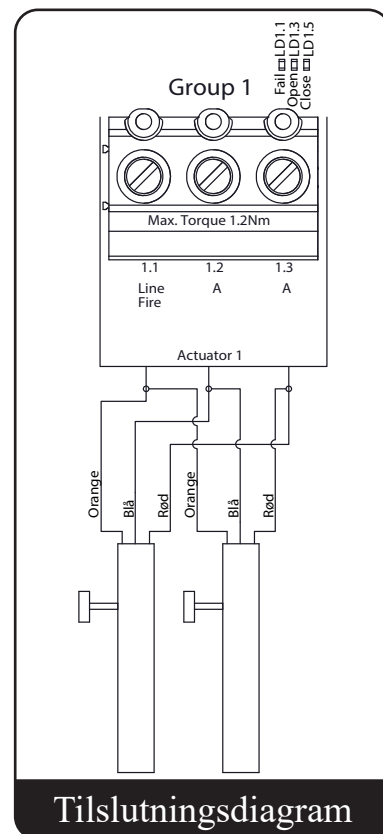 Group 1
Fail LD1.1
Open LD1.3
Close LD1.5
Max. Torque 1.2Nm
1.1 1.2 1.3
Line A A
Fire
Actuator 1
Orange Blå Rød Orange Blå Rød
Tilslutningsdiagram